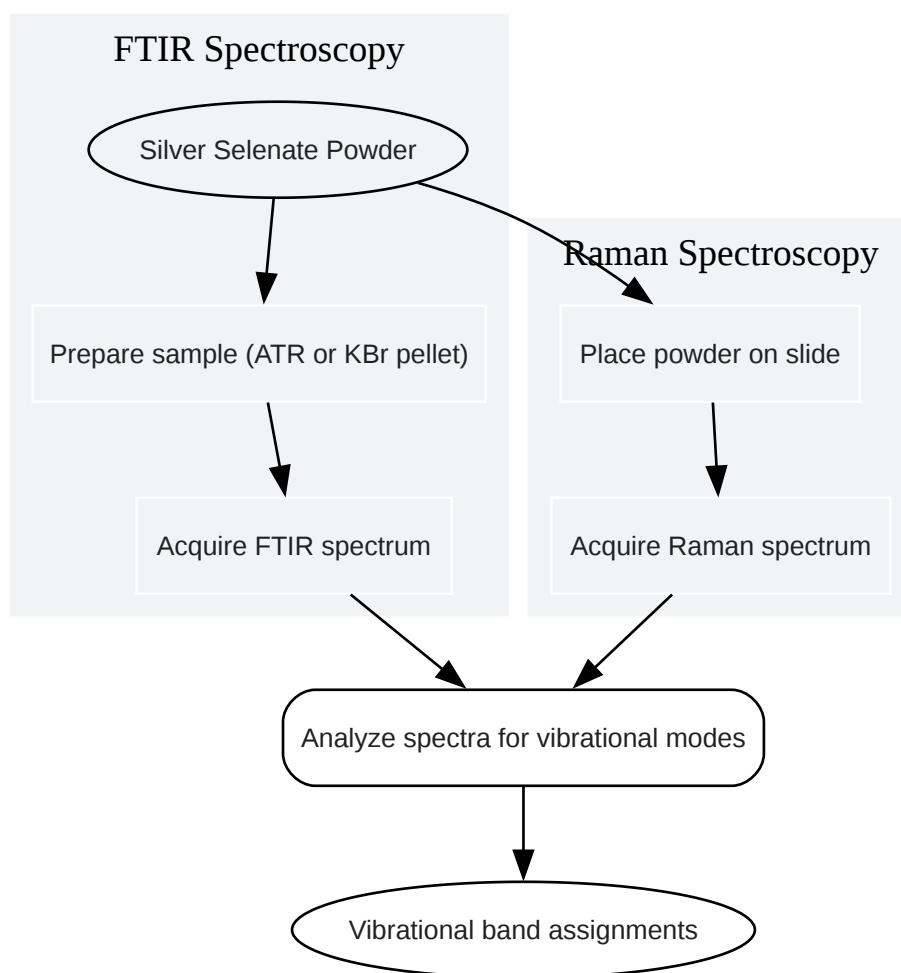 FTIR Spectroscopy
Silver Selenate Powder
Raman Spectroscopy
Prepare sample (ATR or KBr pellet)
Place powder on slide
Acquire FTIR spectrum
Acquire Raman spectrum
Analyze spectra for vibrational modes
Vibrational band assignments